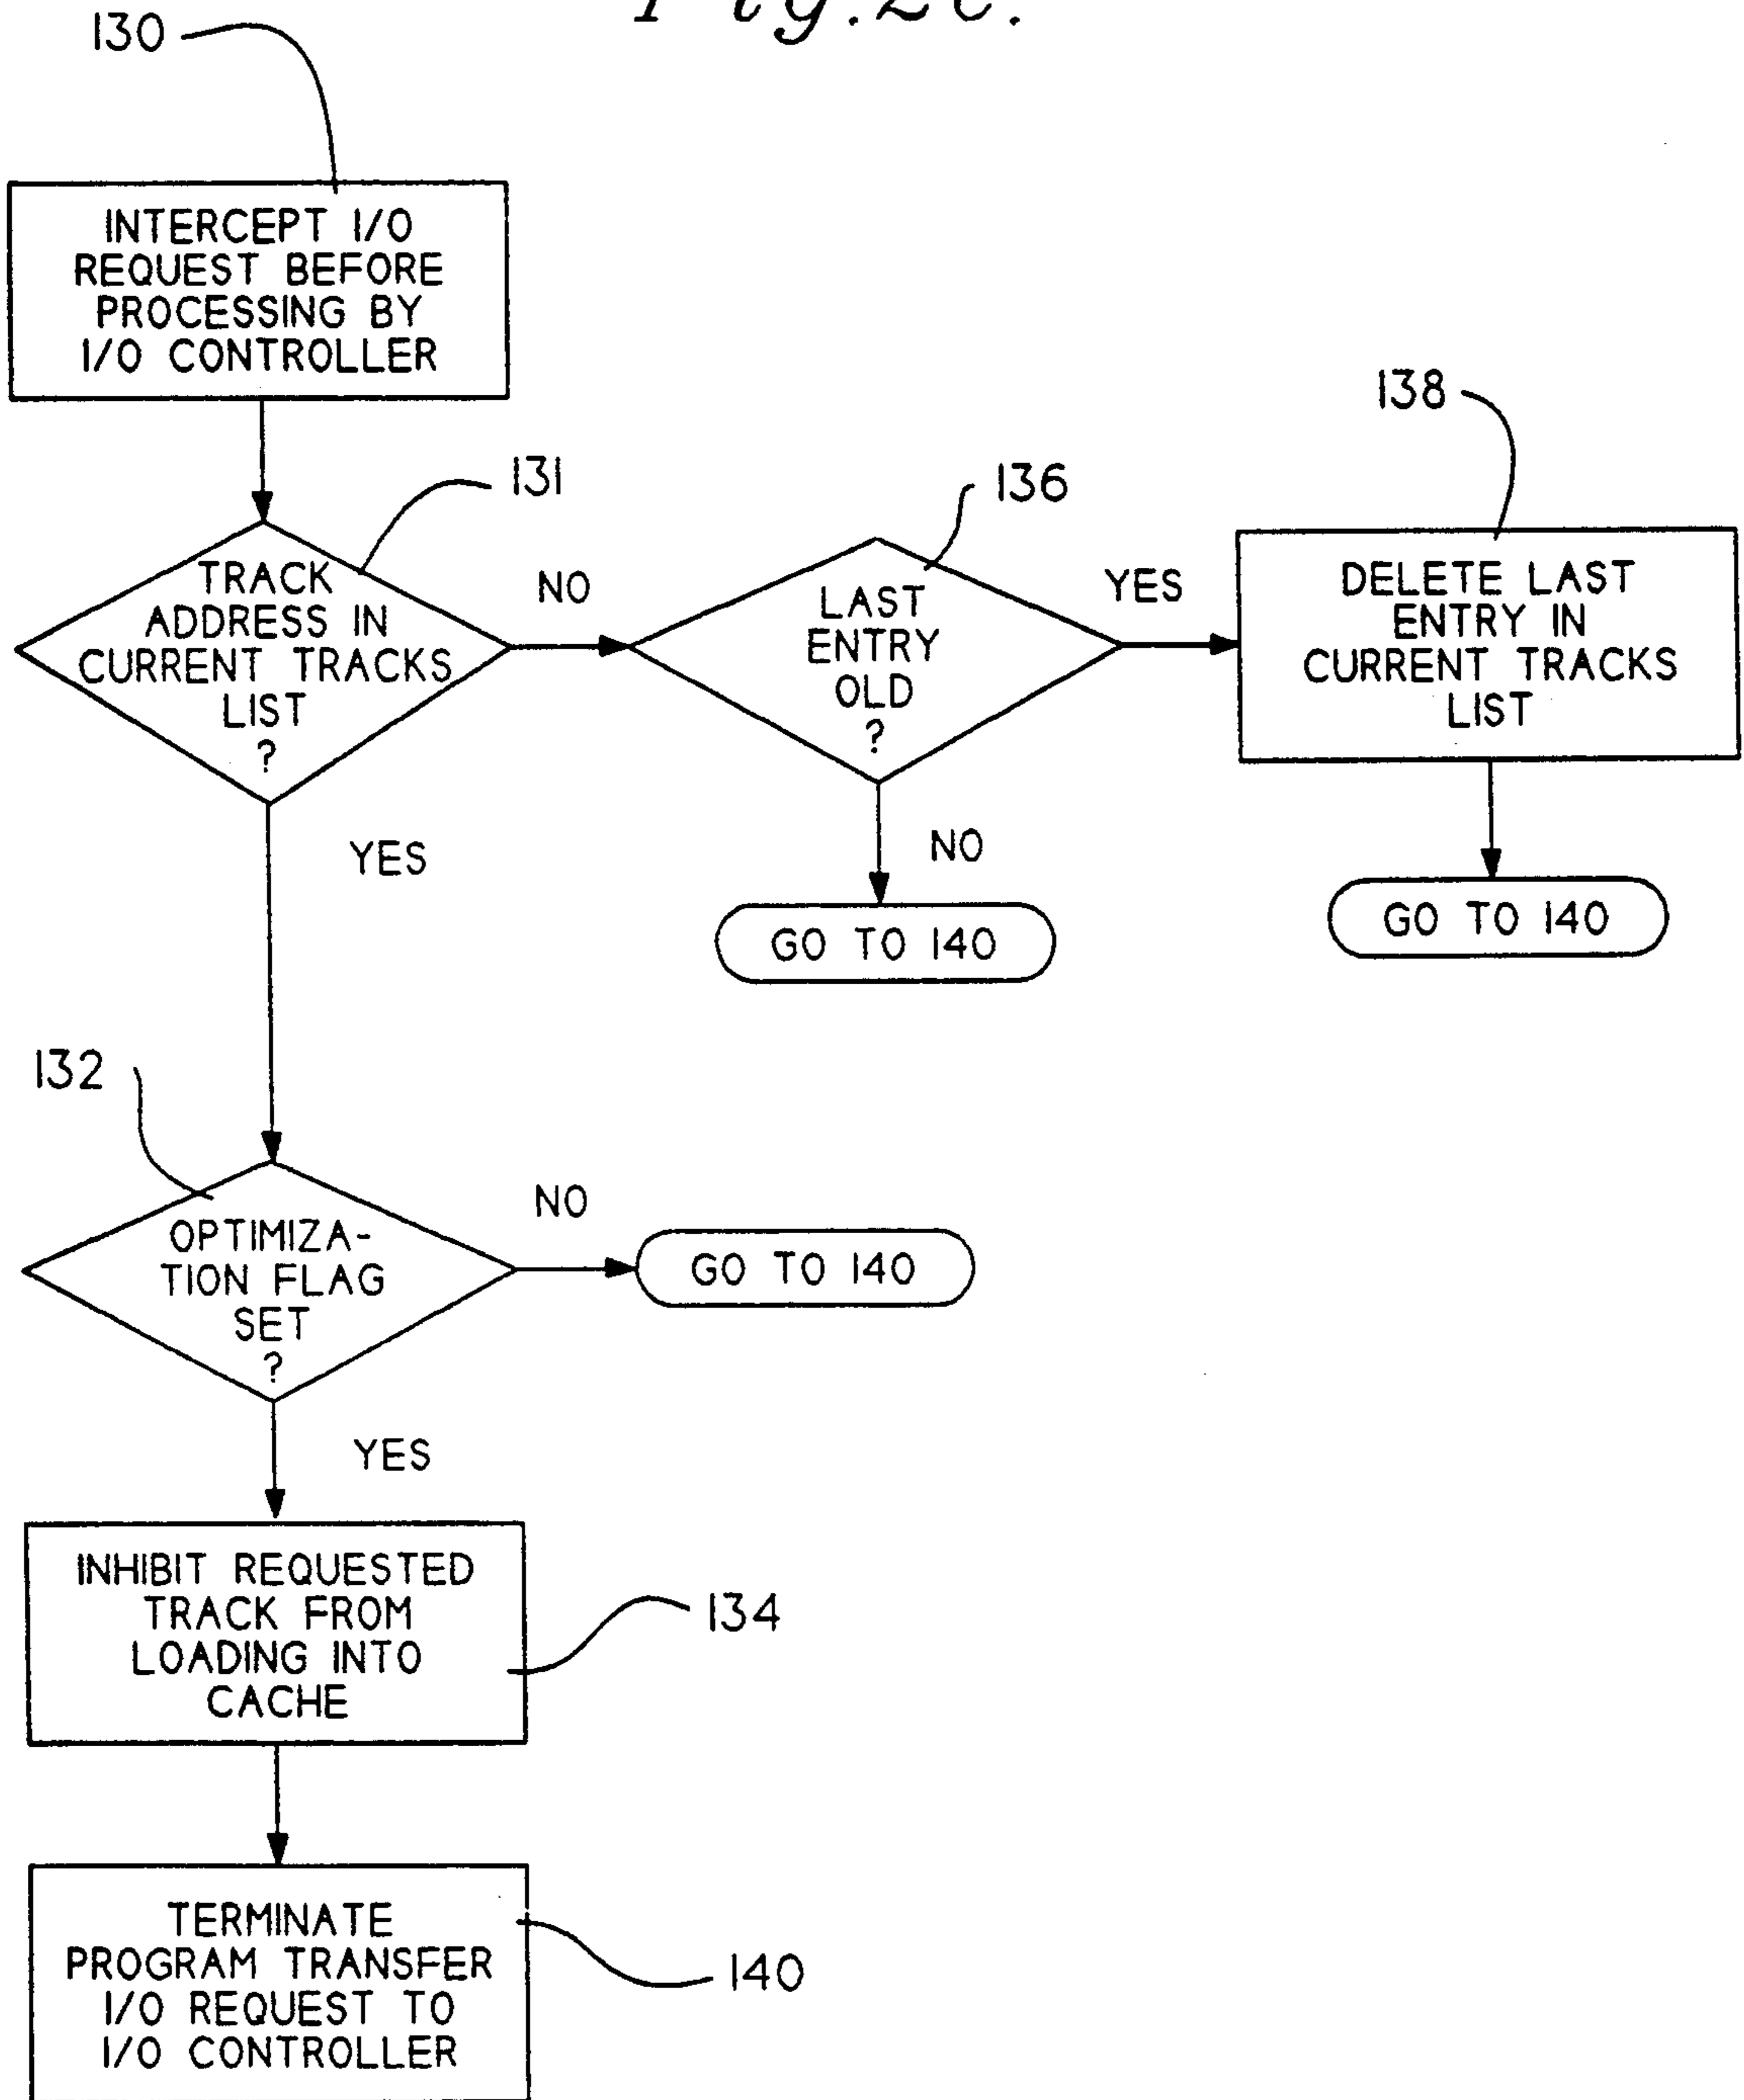 Fig.2c.
130
INTERCEPT I/O
REQUEST BEFORE
PROCESSING BY
I/O CONTROLLER
131
TRACK
ADDRESS IN
CURRENT TRACKS
LIST
?
NO
YES
136
LAST
ENTRY
OLD
?
YES
NO
138
DELETE LAST
ENTRY IN
CURRENT TRACKS
LIST
GO TO 140
GO TO 140
132
OPTIMIZA-
TION FLAG
SET
?
NO
GO TO 140
YES
INHIBIT REQUESTED
TRACK FROM
LOADING INTO
CACHE
134
TERMINATE
PROGRAM TRANSFER
I/O REQUEST TO
I/O CONTROLLER
140